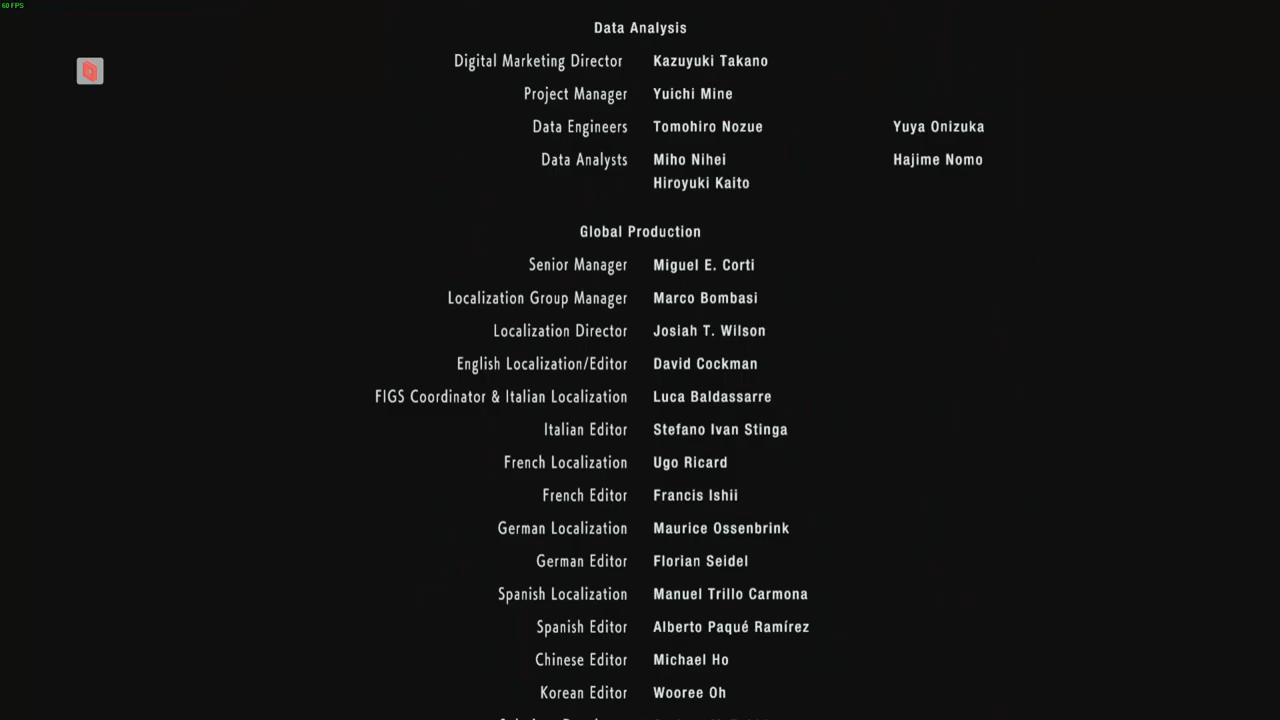 60 FPS
Data Analysis
Digital Marketing Director Kazuyuki Takano
Project Manager Yuichi Mine
Data Engineers Tomohiro Nozue Yuya Onizuka
Data Analysts Miho Nihei Hajime Nomo
Hiroyuki Kaito
Global Production
Senior Manager Miguel E. Corti
Localization Group Manager Marco Bombasi
Localization Director Josiah T. Wilson
English Localization/Editor David Cockman
FIGS Coordinator & Italian Localization Luca Baldassarre
Italian Editor Stefano Ivan Stinga
French Localization Ugo Ricard
French Editor Francis Ishii
German Localization Maurice Ossenbrink
German Editor Florian Seidel
Spanish Localization Manuel Trillo Carmona
Spanish Editor Alberto Paqué Ramírez
Chinese Editor Michael Ho
Korean Editor Wooree Oh